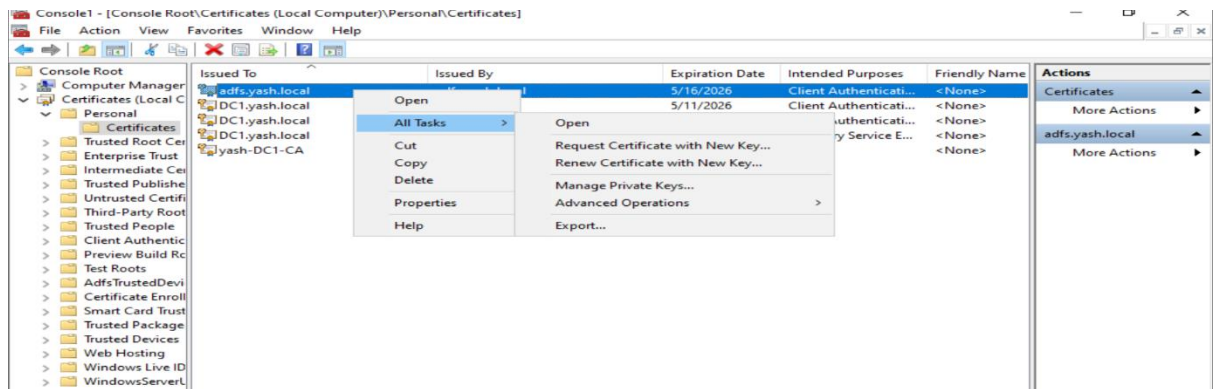 Console1 - [Console Root\Certificates (Local Computer)\Personal\Certificates]
File Action View Favorites Window Help
Console Root
Computer Manager
Certificates (Local C
Personal
Certificates
Trusted Root Cer
Enterprise Trust
Intermediate Cer
Trusted Publishe
Untrusted Certifi
Third-Party Root
Trusted People
Client Authentic
Preview Build Ro
Test Roots
AdfsTrustedDevi
Certificate Enroll
Smart Card Trust
Trusted Package
Trusted Devices
Web Hosting
Windows Live ID
WindowsServerU
Issued To Issued By Expiration Date Intended Purposes Friendly Name
adfs.yash.local 5/16/2026 Client Authenticati... <None>
DC1.yash.local 5/11/2026 Client Authenticati... <None>
DC1.yash.local uthenticati... <None>
DC1.yash.local ry Service E... <None>
yash-DC1-CA <None>
Open
All Tasks
Cut
Copy
Delete
Properties
Help
Open
Request Certificate with New Key...
Renew Certificate with New Key...
Manage Private Keys...
Advanced Operations
Export...
Actions
Certificates
More Actions
adfs.yash.local
More Actions